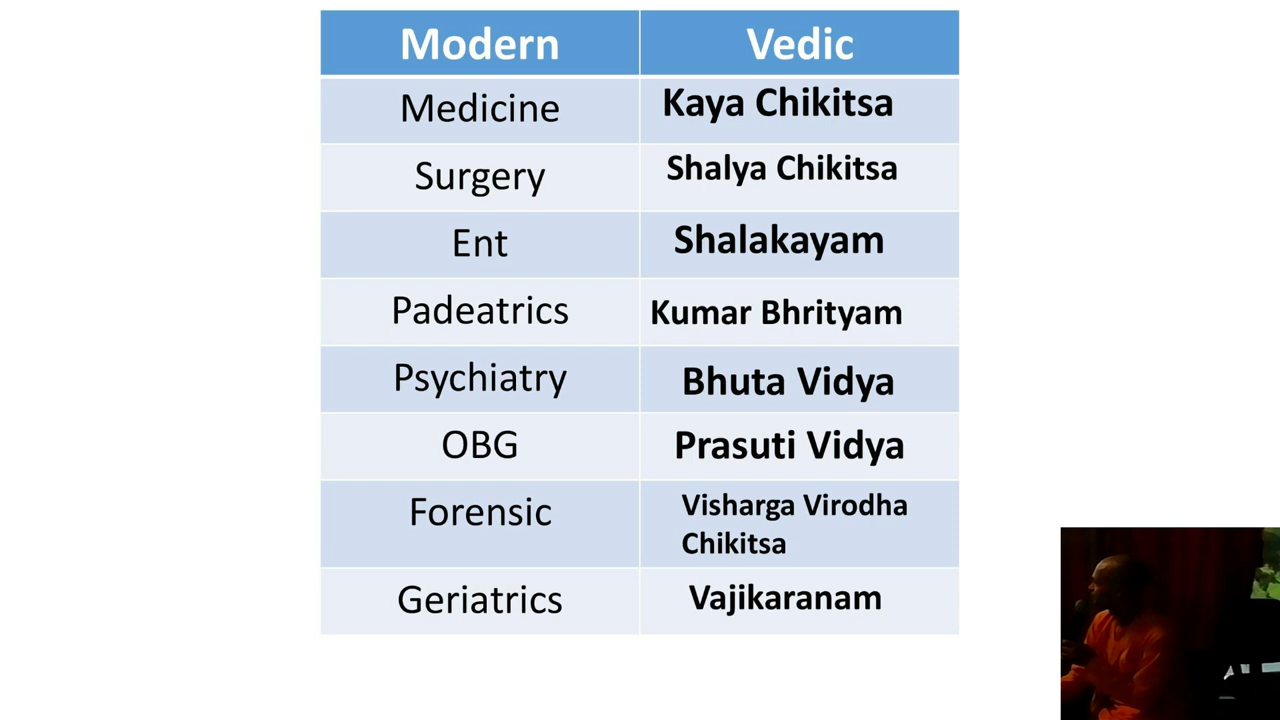 Modern Vedic
Medicine Kaya Chikitsa
Surgery Shalya Chikitsa
Ent Shalakayam
Padeatrics Kumar Bhrityam
Psychiatry Bhuta Vidya
OBG Prasuti Vidya
Forensic Visharga Virodha
Chikitsa
Geriatrics Vajikaranam